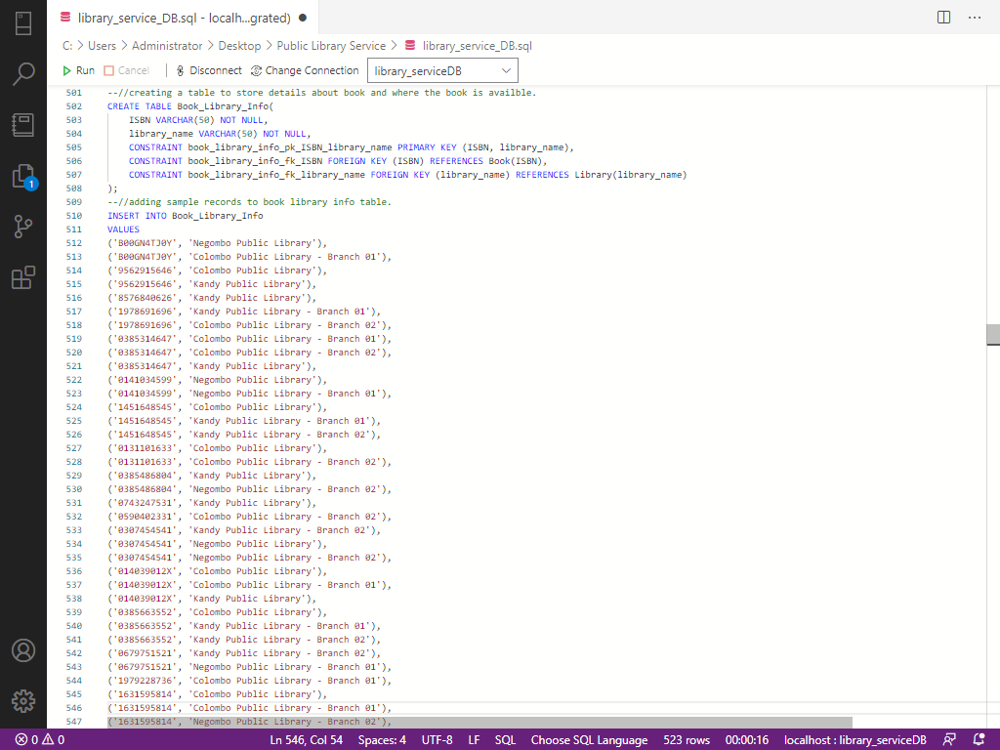 library_service_DB.sql - localh...grated)
C: > Users > Administrator > Desktop > Public Library Service > library_service_DB.sql
Run Cancel Disconnect Change Connection library_serviceDB
501 --//creating a table to store details about book and where the book is availble.
502 CREATE TABLE Book_Library_Info(
503 ISBN VARCHAR(50) NOT NULL,
504 library_name VARCHAR(50) NOT NULL,
505 CONSTRAINT book_library_info_pk_ISBN_library_name PRIMARY KEY (ISBN, library_name),
506 CONSTRAINT book_library_info_fk_ISBN FOREIGN KEY (ISBN) REFERENCES Book(ISBN),
507 CONSTRAINT book_library_info_fk_library_name FOREIGN KEY (library_name) REFERENCES Library(library_name)
508 );
509 --//adding sample records to book library info table.
510 INSERT INTO Book_Library_Info
511 VALUES
512 ('B00GN4TJ0Y', 'Negombo Public Library'),
513 ('B00GN4TJ0Y', 'Colombo Public Library - Branch 01'),
514 ('9562915646', 'Colombo Public Library'),
515 ('9562915646', 'Kandy Public Library'),
516 ('8576840626', 'Kandy Public Library'),
517 ('1978691696', 'Kandy Public Library - Branch 01'),
518 ('1978691696', 'Colombo Public Library - Branch 02'),
519 ('0385314647', 'Colombo Public Library - Branch 01'),
520 ('0385314647', 'Colombo Public Library - Branch 02'),
521 ('0385314647', 'Kandy Public Library'),
522 ('0141034599', 'Negombo Public Library'),
523 ('0141034599', 'Negombo Public Library - Branch 01'),
524 ('1451648545', 'Colombo Public Library'),
525 ('1451648545', 'Kandy Public Library - Branch 01'),
526 ('1451648545', 'Kandy Public Library - Branch 02'),
527 ('0131101633', 'Colombo Public Library'),
528 ('0131101633', 'Colombo Public Library - Branch 02'),
529 ('0385486804', 'Kandy Public Library'),
530 ('0385486804', 'Negombo Public Library - Branch 02'),
531 ('0743247531', 'Kandy Public Library'),
532 ('0590402331', 'Colombo Public Library - Branch 02'),
533 ('0307454541', 'Kandy Public Library - Branch 02'),
534 ('0307454541', 'Negombo Public Library'),
535 ('0307454541', 'Negombo Public Library - Branch 02'),
536 ('014039012X', 'Colombo Public Library'),
537 ('014039012X', 'Colombo Public Library - Branch 01'),
538 ('014039012X', 'Kandy Public Library'),
539 ('0385663552', 'Colombo Public Library'),
540 ('0385663552', 'Kandy Public Library - Branch 01'),
541 ('0385663552', 'Kandy Public Library - Branch 02'),
542 ('0679751521', 'Kandy Public Library - Branch 02'),
543 ('0679751521', 'Negombo Public Library - Branch 01'),
544 ('1979228736', 'Colombo Public Library - Branch 01'),
545 ('1631595814', 'Colombo Public Library'),
546 ('1631595814', 'Colombo Public Library - Branch 01'),
547 ('1631595814', 'Negombo Public Library - Branch 02'),
1
0 0 Ln 546, Col 54 Spaces: 4 UTF-8 LF SQL Choose SQL Language 523 rows 00:00:16 localhost : library_serviceDB